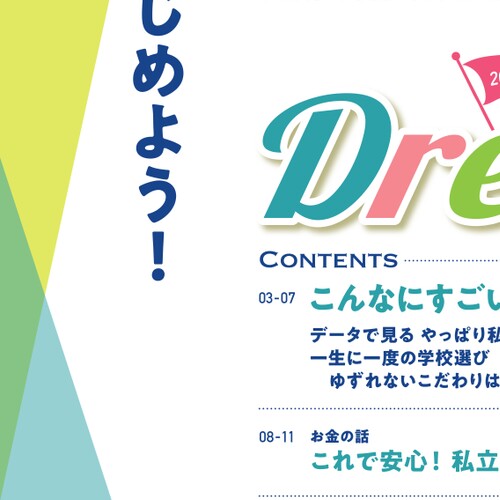 じめよう!
20
Dre
CONTENTS
03-07 こんなにすごい
データで見る やっぱり私
一生に一度の学校選び
ゆずれないこだわりは
08-11 お金の話
これで安心! 私立